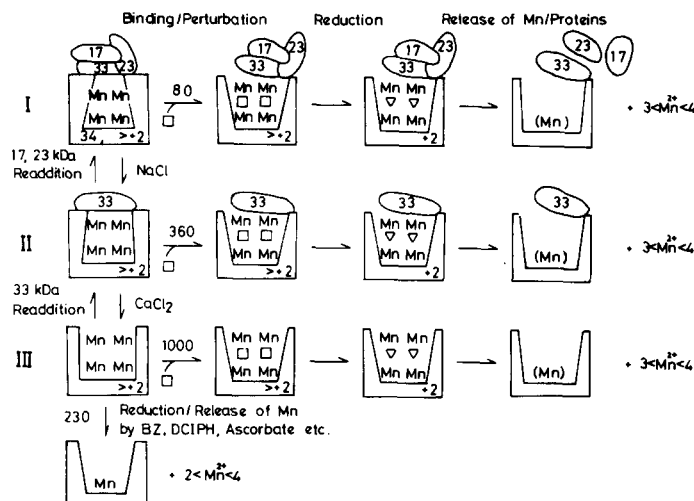 Binding/Perturbation Reduction Release of Mn/Proteins
17 23 33
17 23 33
17 23 33
23 17 33
I
Mn Mn
Mn Mn
34 >+2
80
Mn Mn
Mn Mn
>+2
Mn Mn
Mn Mn
+2
(Mn)
+ 3<Mn2+<4
17, 23 kDa
Readdition
NaCl
33
33
33
33
II
Mn Mn
Mn Mn
>+2
360
Mn Mn
Mn Mn
>+2
Mn Mn
Mn Mn
+2
(Mn)
+ 3<Mn2+<4
33 kDa
Readdition
CaCl2
III
Mn Mn
Mn Mn
>+2
1000
Mn Mn
Mn Mn
>+2
Mn Mn
Mn Mn
+2
(Mn)
+ 3<Mn2+<4
230
Reduction/Release of Mn
by BZ, DCIPH, Ascorbate etc.
Mn
+ 2<Mn2+<4